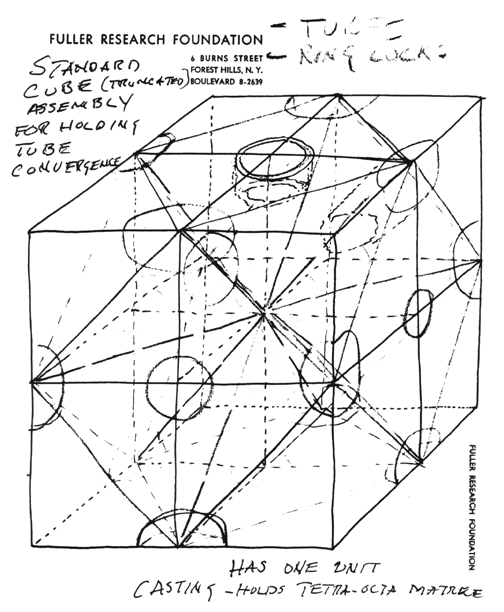 FULLER RESEARCH FOUNDATION
6 BURNS STREET
FOREST HILLS, N. Y.
BOULEVARD 8-2639
- TUBE
- RING LOCKS
STANDARD
CUBE (TRUNCATED)
ASSEMBLY
FOR HOLDING
TUBE
CONVERGENCE
FULLER RESEARCH FOUNDATION
HAS ONE UNIT
CASTING - HOLDS TETRA-OCTA